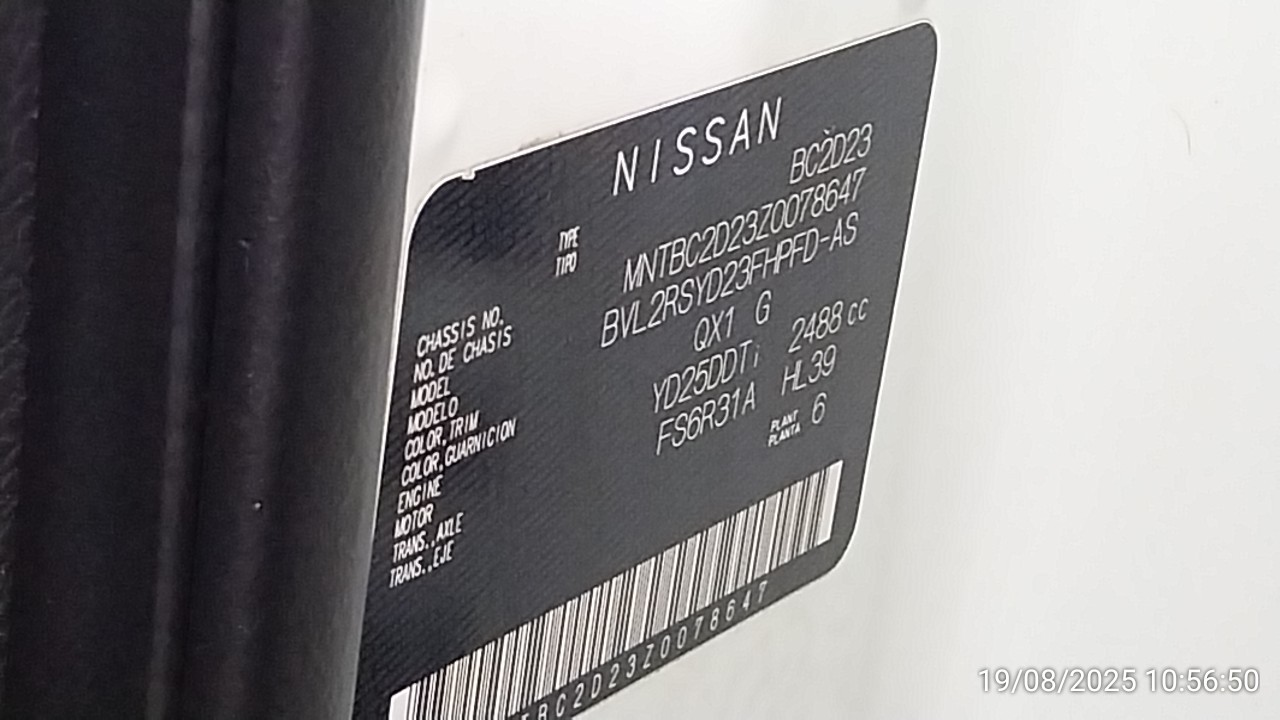 NISSAN
TYPE BC2D23
TIPO
CHASSIS NO. MNTBC2D23Z0078647
NO. DE CHASIS
MODEL BVL2RSYD23FHPFD-AS
MODELO
COLOR, TRIM QX1 G
COLOR, GUARNICION
ENGINE YD25DDTi 2488 cc
MOTOR
TRANS., AXLE FS6R31A HL39
TRANS., EJE
PLANT 6
PLANTA
BC2D23Z0078647
19/08/2025 10:56:50